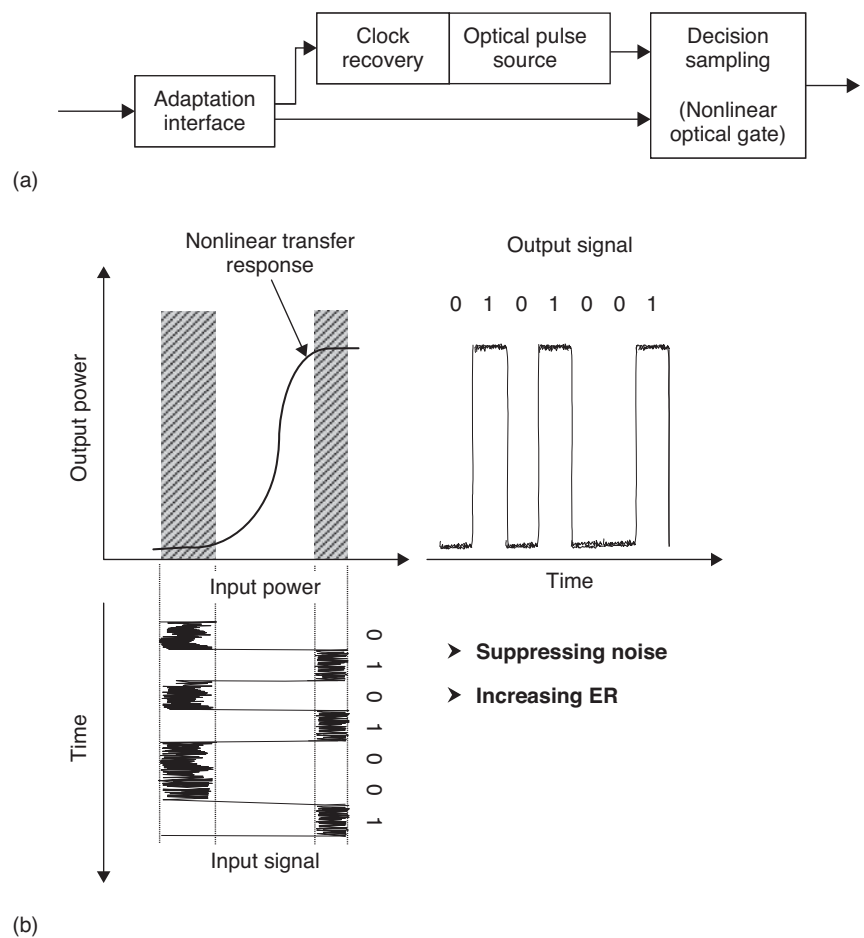 Clock
recovery
Optical pulse
source
Decision
sampling
(Nonlinear
optical gate)
Adaptation
interface
(a)
Nonlinear transfer
response
Output signal
0 1 0 1 0 0 1
Output power
Input power
Time
Time
0 1 0 1 0 0 1
Input signal
➤ Suppressing noise
➤ Increasing ER
(b)